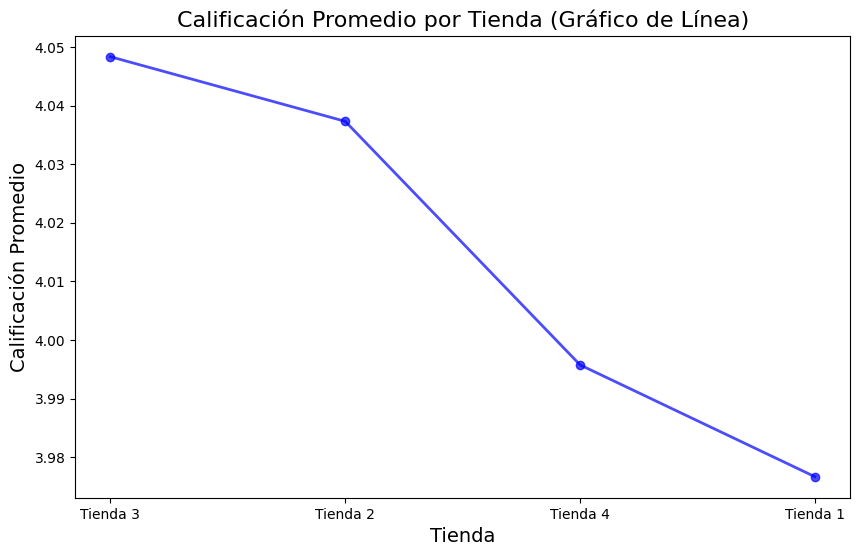 Calificación Promedio por Tienda (Gráfico de Línea)
Calificación Promedio
4.05
4.04
4.03
4.02
4.01
4.00
3.99
3.98
Tienda 3
Tienda 2
Tienda 4
Tienda 1
Tienda